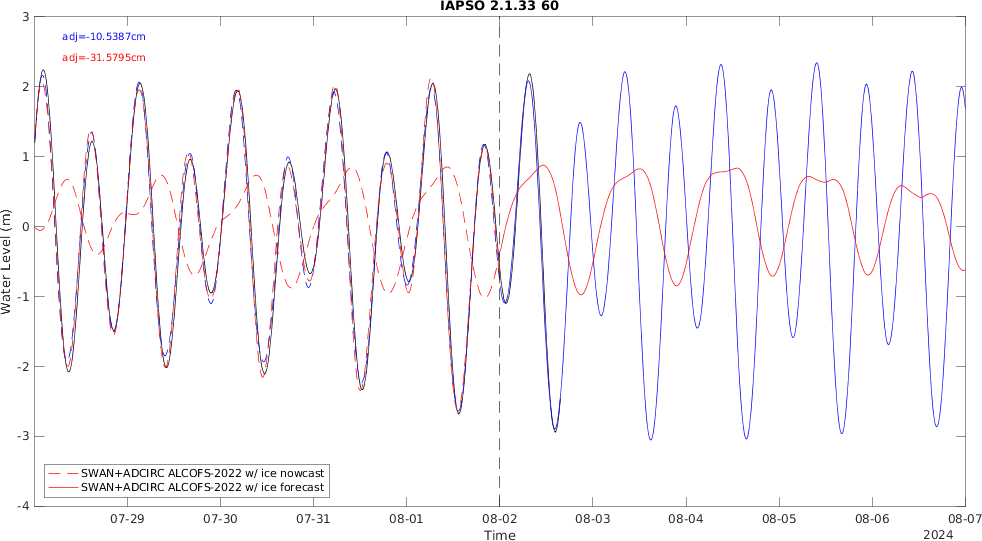 IAPSO 2.1.33 60
adj=-10.5387cm
adj=-31.5795cm
3
2
1
0
-1
-2
-3
-4
Water Level (m)
SWAN+ADCIRC ALCOFS-2022 w/ ice nowcast
SWAN+ADCIRC ALCOFS-2022 w/ ice forecast
07-29 07-30 07-31 08-01 08-02 08-03 08-04 08-05 08-06 08-07
Time
2024